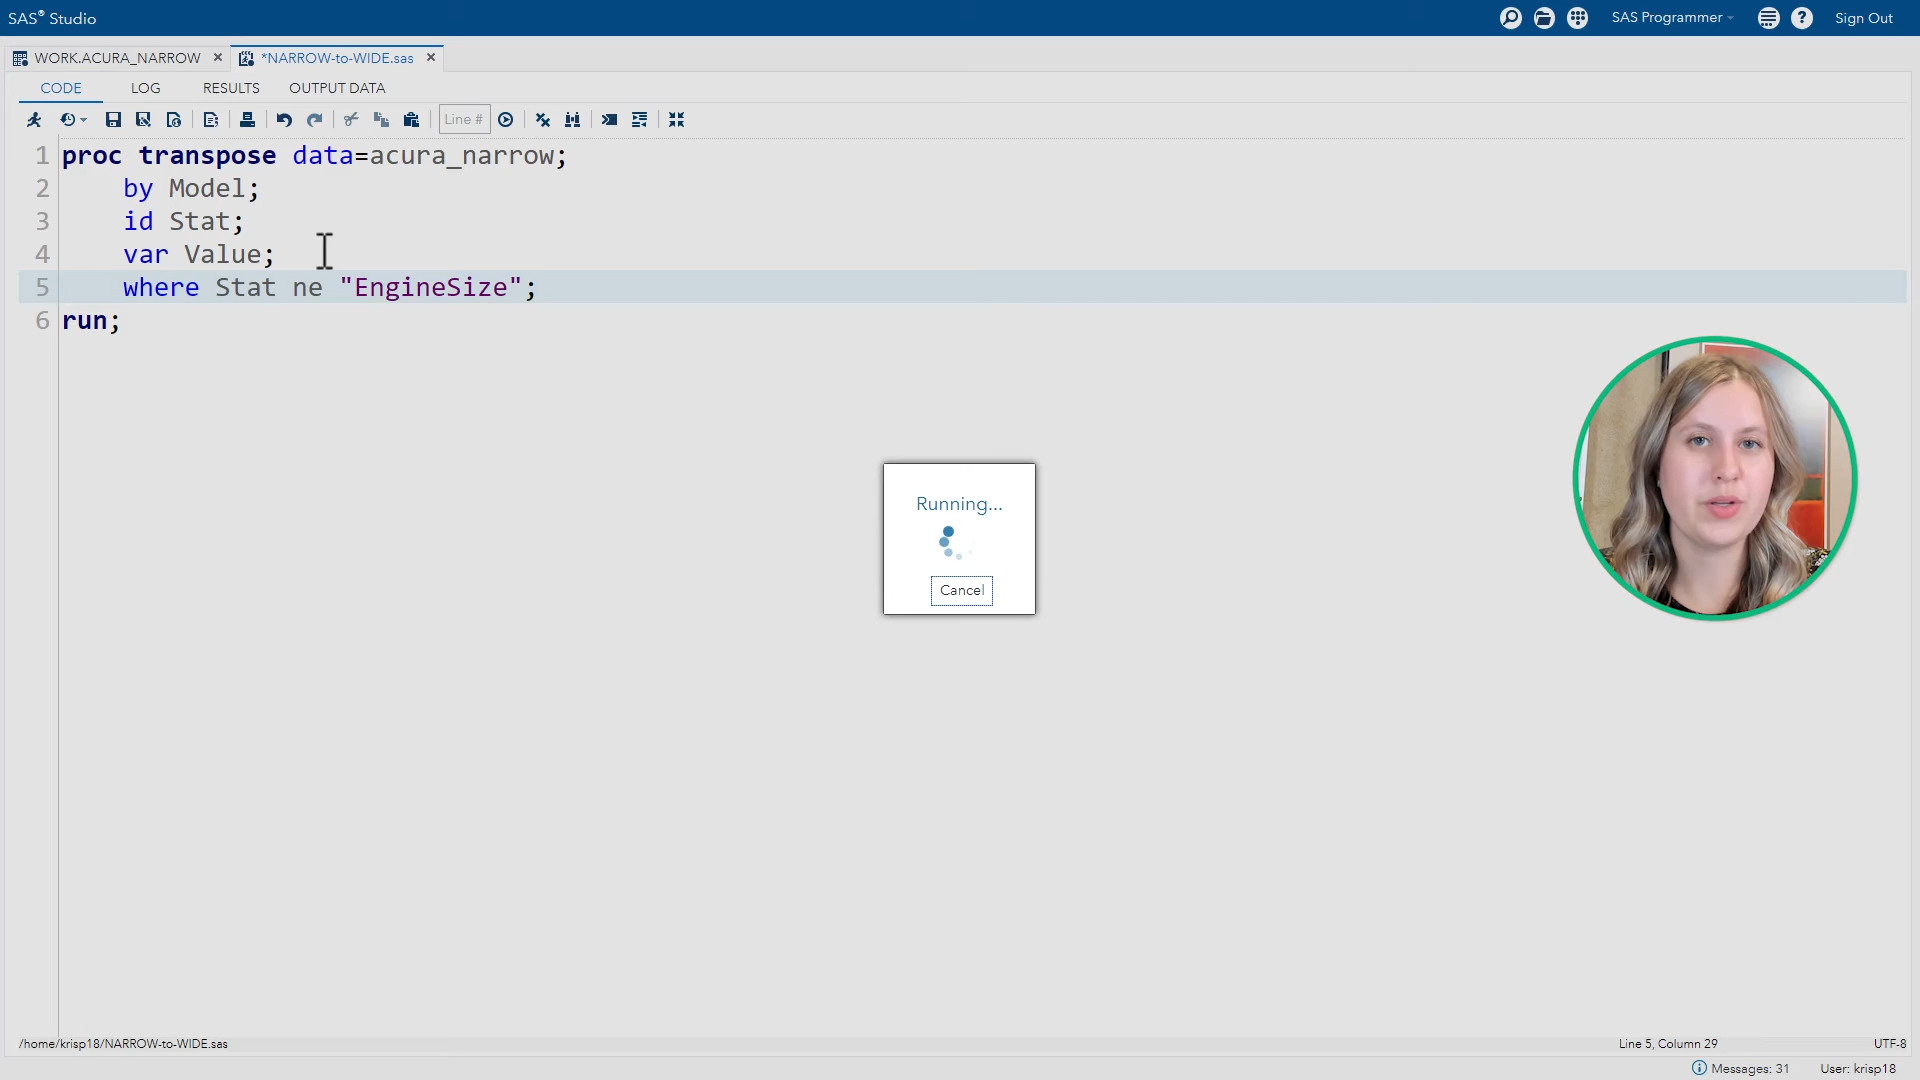 SAS® Studio
SAS Programmer
Sign Out
WORK.ACURA_NARROW
*NARROW-to-WIDE.sas
CODE
LOG
RESULTS
OUTPUT DATA
Line #
1 proc transpose data=acura_narrow;
2 by Model;
3 id Stat;
4 var Value;
5 where Stat ne "EngineSize";
6 run;
Running...
Cancel
/home/krisp18/NARROW-to-WIDE.sas
Line 5, Column 29
UTF-8
Messages: 31
User: krisp18